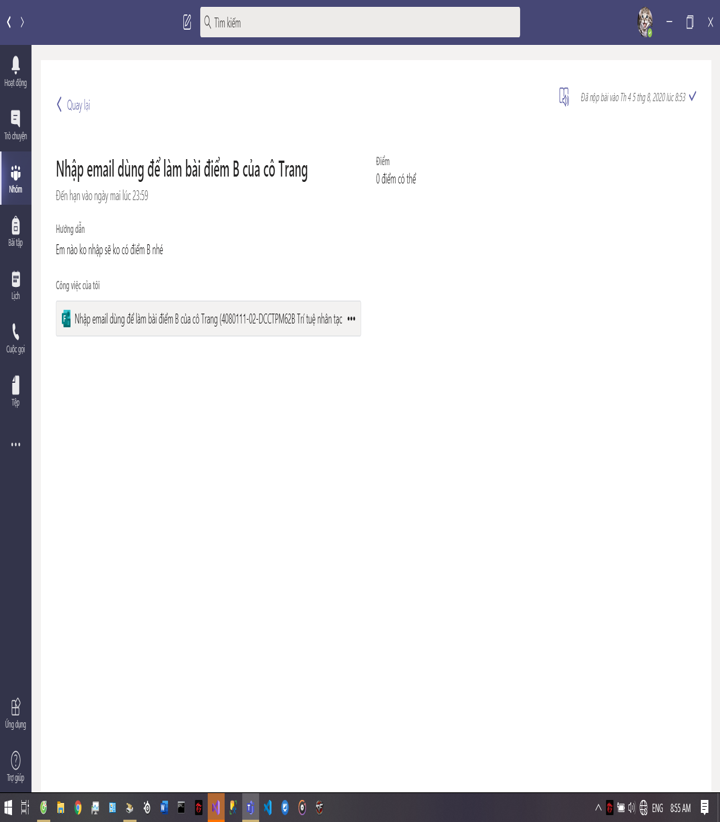 Tìm kiếm
Hoạt động
Trò chuyện
Nhóm
Bài tập
Lịch
Cuộc gọi
Tệp
Ứng dụng
Trợ giúp
Quay lại
Đã nộp bài vào Th 4 5 thg 8, 2020 lúc 8:53
Nhập email dùng để làm bài điểm B của cô Trang
Đến hạn vào ngày mai lúc 23:59
Điểm
0 điểm có thể
Hướng dẫn
Em nào ko nhập sẽ ko có điểm B nhé
Công việc của tôi
Nhập email dùng để làm bài điểm B của cô Trang (4080111-02-DCCTPM62B Trí tuệ nhân tạc
ENG
8:55 AM